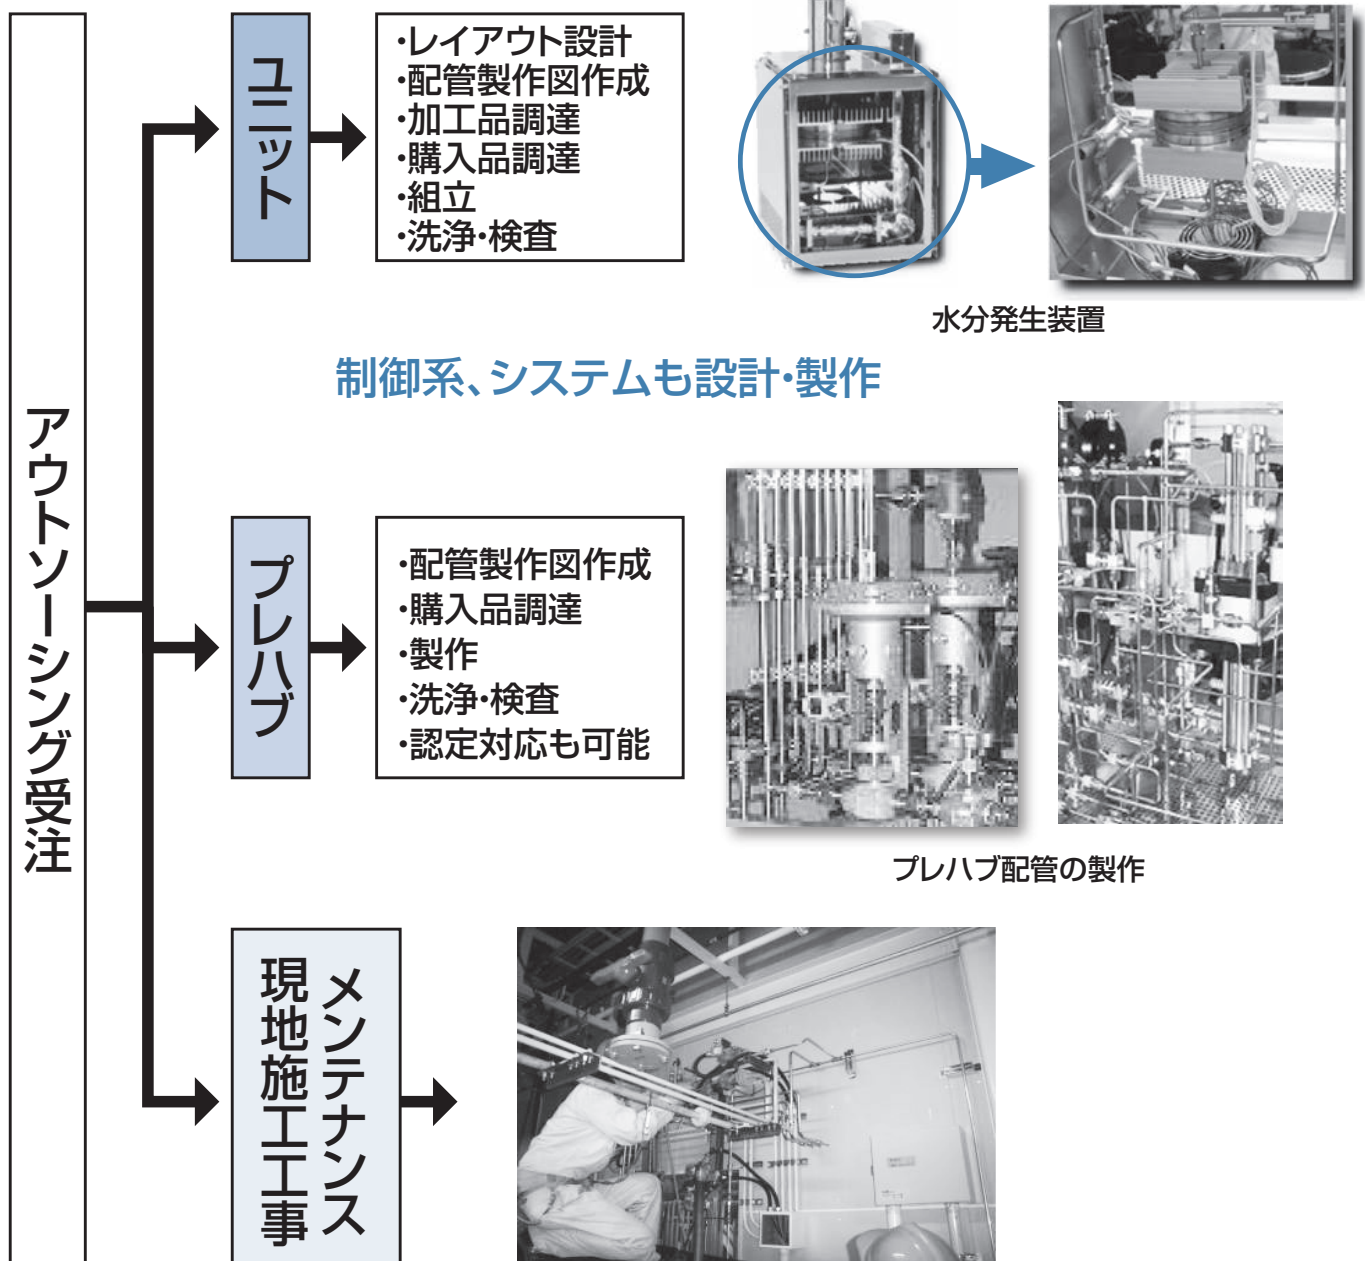 アウトソーシング受注
ユニット
・レイアウト設計
・配管製作図作成
・加工品調達
・購入品調達
・組立
・洗浄・検査
水分発生装置
制御系、システムも設計・製作
プレハブ
・配管製作図作成
・購入品調達
・製作
・洗浄・検査
・認定対応も可能
プレハブ配管の製作
メンテナンス
現地施工工事